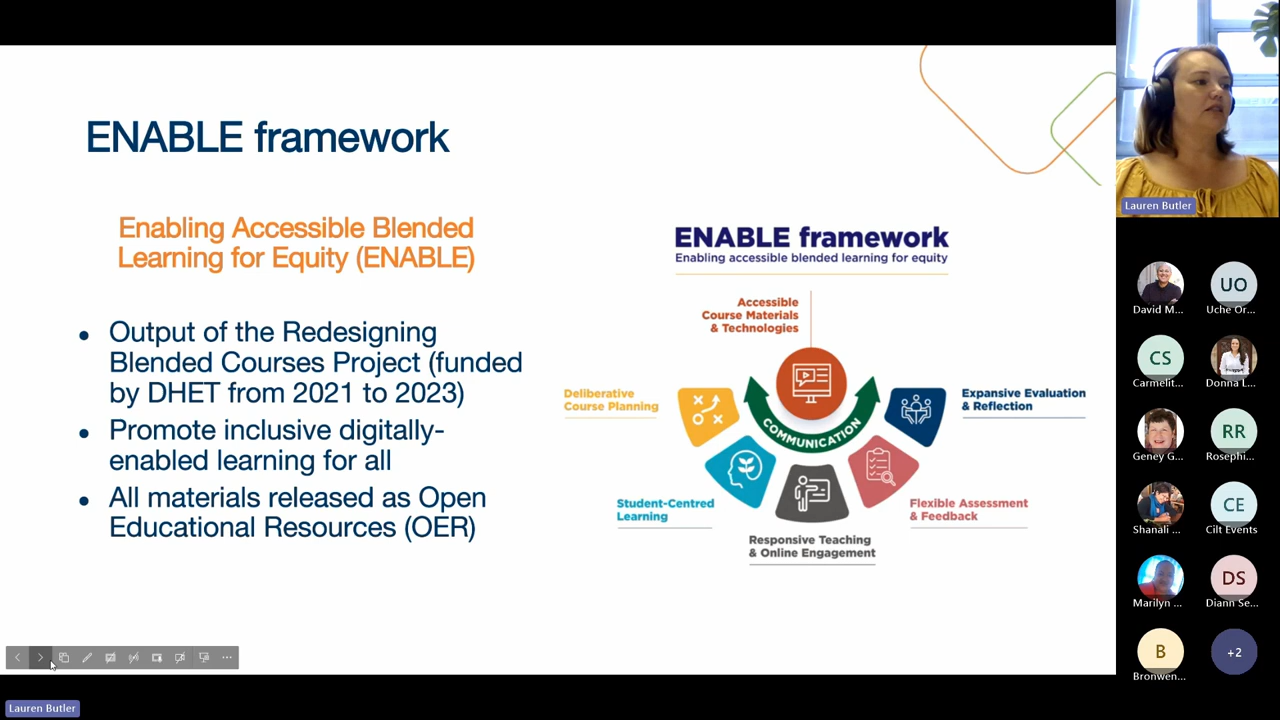 ENABLE framework
Enabling Accessible Blended
Learning for Equity (ENABLE)
• Output of the Redesigning
Blended Courses Project (funded
by DHET from 2021 to 2023)
• Promote inclusive digitally-
enabled learning for all
• All materials released as Open
Educational Resources (OER)
ENABLE framework
Enabling accessible blended learning for equity
Accessible
Course Materials
& Technologies
Deliberative
Course Planning
Expansive Evaluation
& Reflection
COMMUNICATION
Student-Centred
Learning
Flexible Assessment
& Feedback
Responsive Teaching
& Online Engagement
Lauren Butler
UO
David M...
Uche Or...
CS
Carmelit...
Donna L...
RR
Geney G...
Rosephi...
CE
Shanali ...
Cilt Events
DS
Marilyn ...
Diann Se...
B
+2
Bronwen...
Lauren Butler